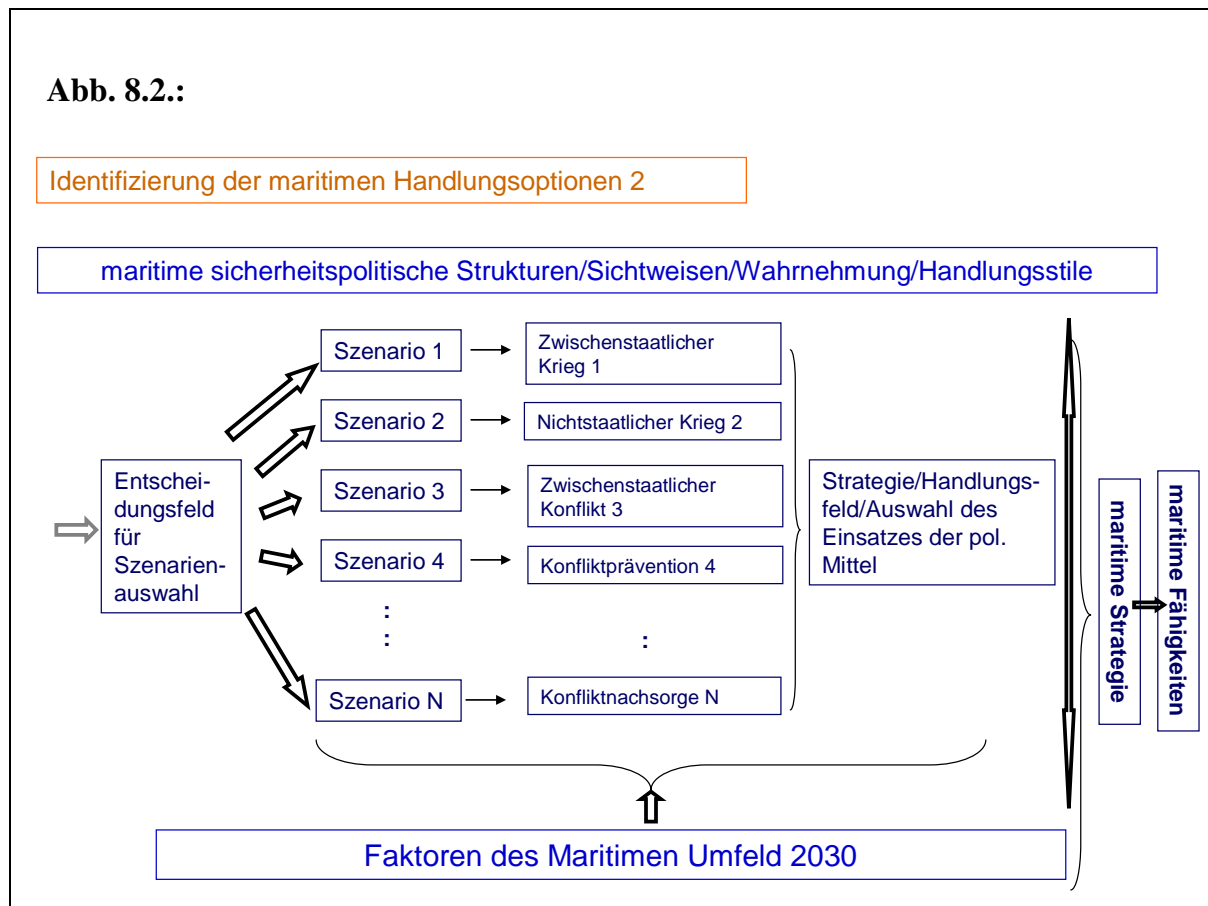 Abb. 8.2.:
Identifizierung der maritimen Handlungsoptionen 2
maritime sicherheitspolitische Strukturen/Sichtweisen/Wahrnehmung/Handlungsstile
Entschei-
dungsfeld
für
Szenarien-
auswahl
Szenario 1
Zwischenstaatlicher
Krieg 1
Szenario 2
Nichtstaatlicher Krieg 2
Szenario 3
Zwischenstaatlicher
Konflikt 3
Szenario 4
Konfliktprävention 4
:
:
:
Szenario N
Konfliktnachsorge N
Strategie/Handlungs-
feld/Auswahl des
Einsatzes der pol.
Mittel
maritime Strategie
maritime Fähigkeiten
Faktoren des Maritimen Umfeld 2030